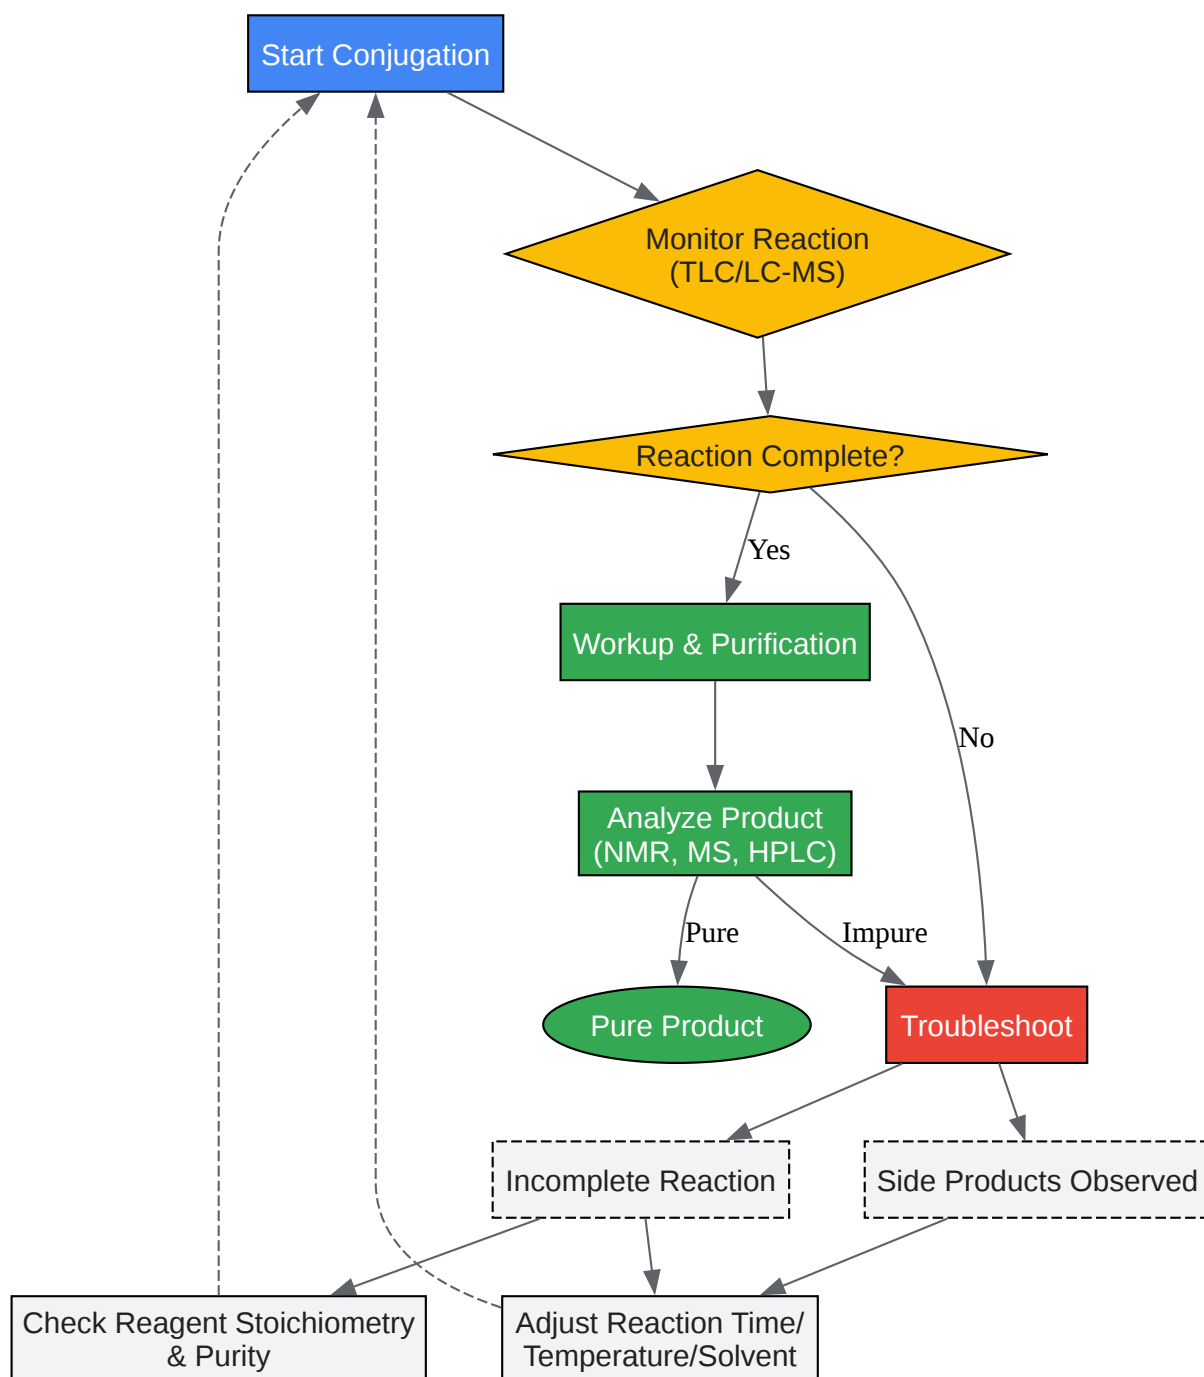 Start Conjugation
Monitor Reaction
(TLC/LC-MS)
Reaction Complete?
Yes
Workup & Purification
No
Analyze Product
(NMR, MS, HPLC)
Pure
Impure
Pure Product
Troubleshoot
Incomplete Reaction
Side Products Observed
Check Reagent Stoichiometry
& Purity
Adjust Reaction Time/
Temperature/Solvent